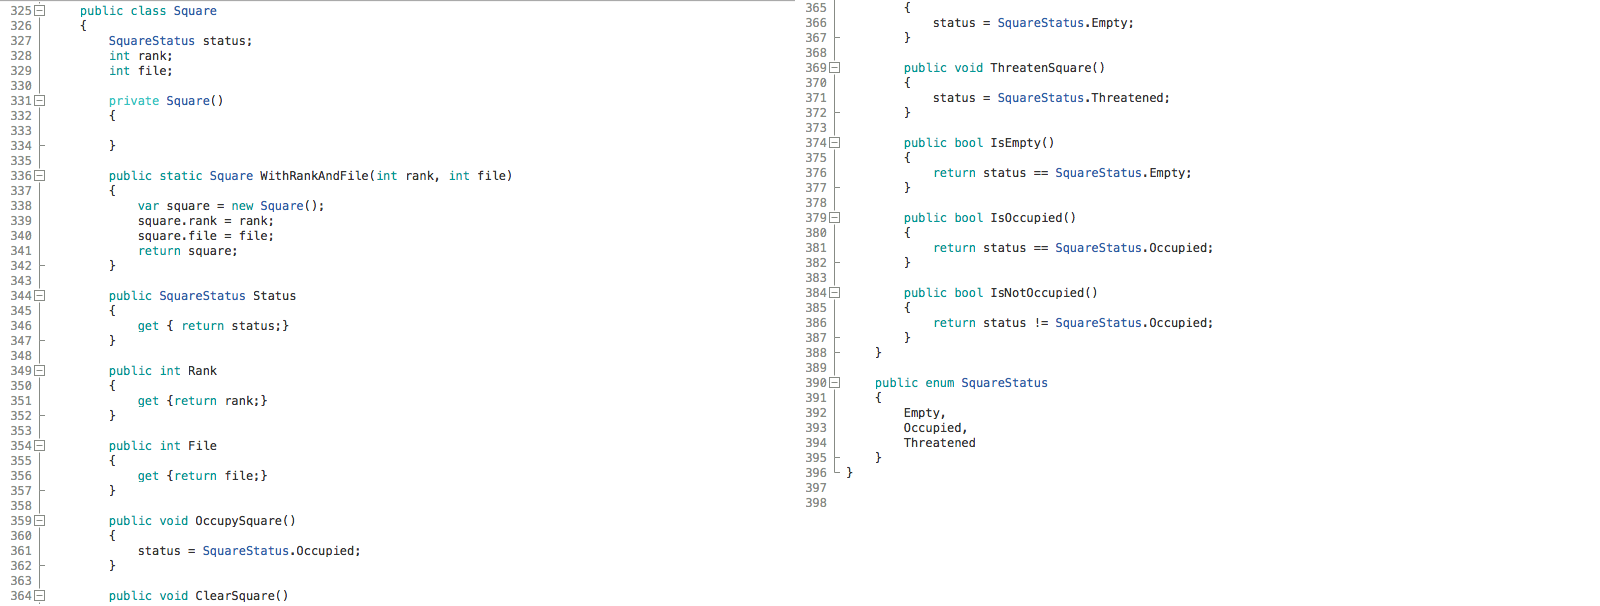 325 public class Square
326 {
327 SquareStatus status;
328 int rank;
329 int file;
330
331 private Square()
332 {
333
334 }
335
336 public static Square WithRankAndFile(int rank, int file)
337 {
338 var square = new Square();
339 square.rank = rank;
340 square.file = file;
341 return square;
342 }
343
344 public SquareStatus Status
345 {
346 get { return status;}
347 }
348
349 public int Rank
350 {
351 get {return rank;}
352 }
353
354 public int File
355 {
356 get {return file;}
357 }
358
359 public void OccupySquare()
360 {
361 status = SquareStatus.Occupied;
362 }
363
364 public void ClearSquare()
365 {
366 status = SquareStatus.Empty;
367 }
368
369 public void ThreatenSquare()
370 {
371 status = SquareStatus.Threatened;
372 }
373
374 public bool IsEmpty()
375 {
376 return status == SquareStatus.Empty;
377 }
378
379 public bool IsOccupied()
380 {
381 return status == SquareStatus.Occupied;
382 }
383
384 public bool IsNotOccupied()
385 {
386 return status != SquareStatus.Occupied;
387 }
388 }
389
390 public enum SquareStatus
391 {
392 Empty,
393 Occupied,
394 Threatened
395 }
396 }
397
398